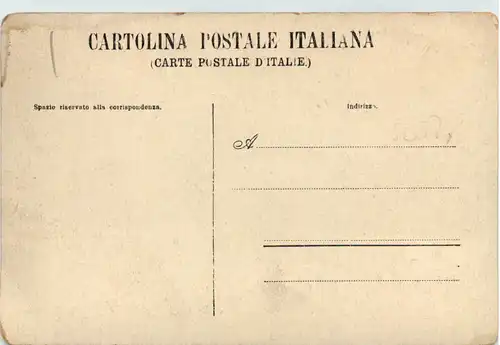 CARTOLINA POSTALE ITALIANA
(CARTE POSTALE D'ITALIE.)
Spazio riservato alla corrispondenza.
Indirizzo.
A